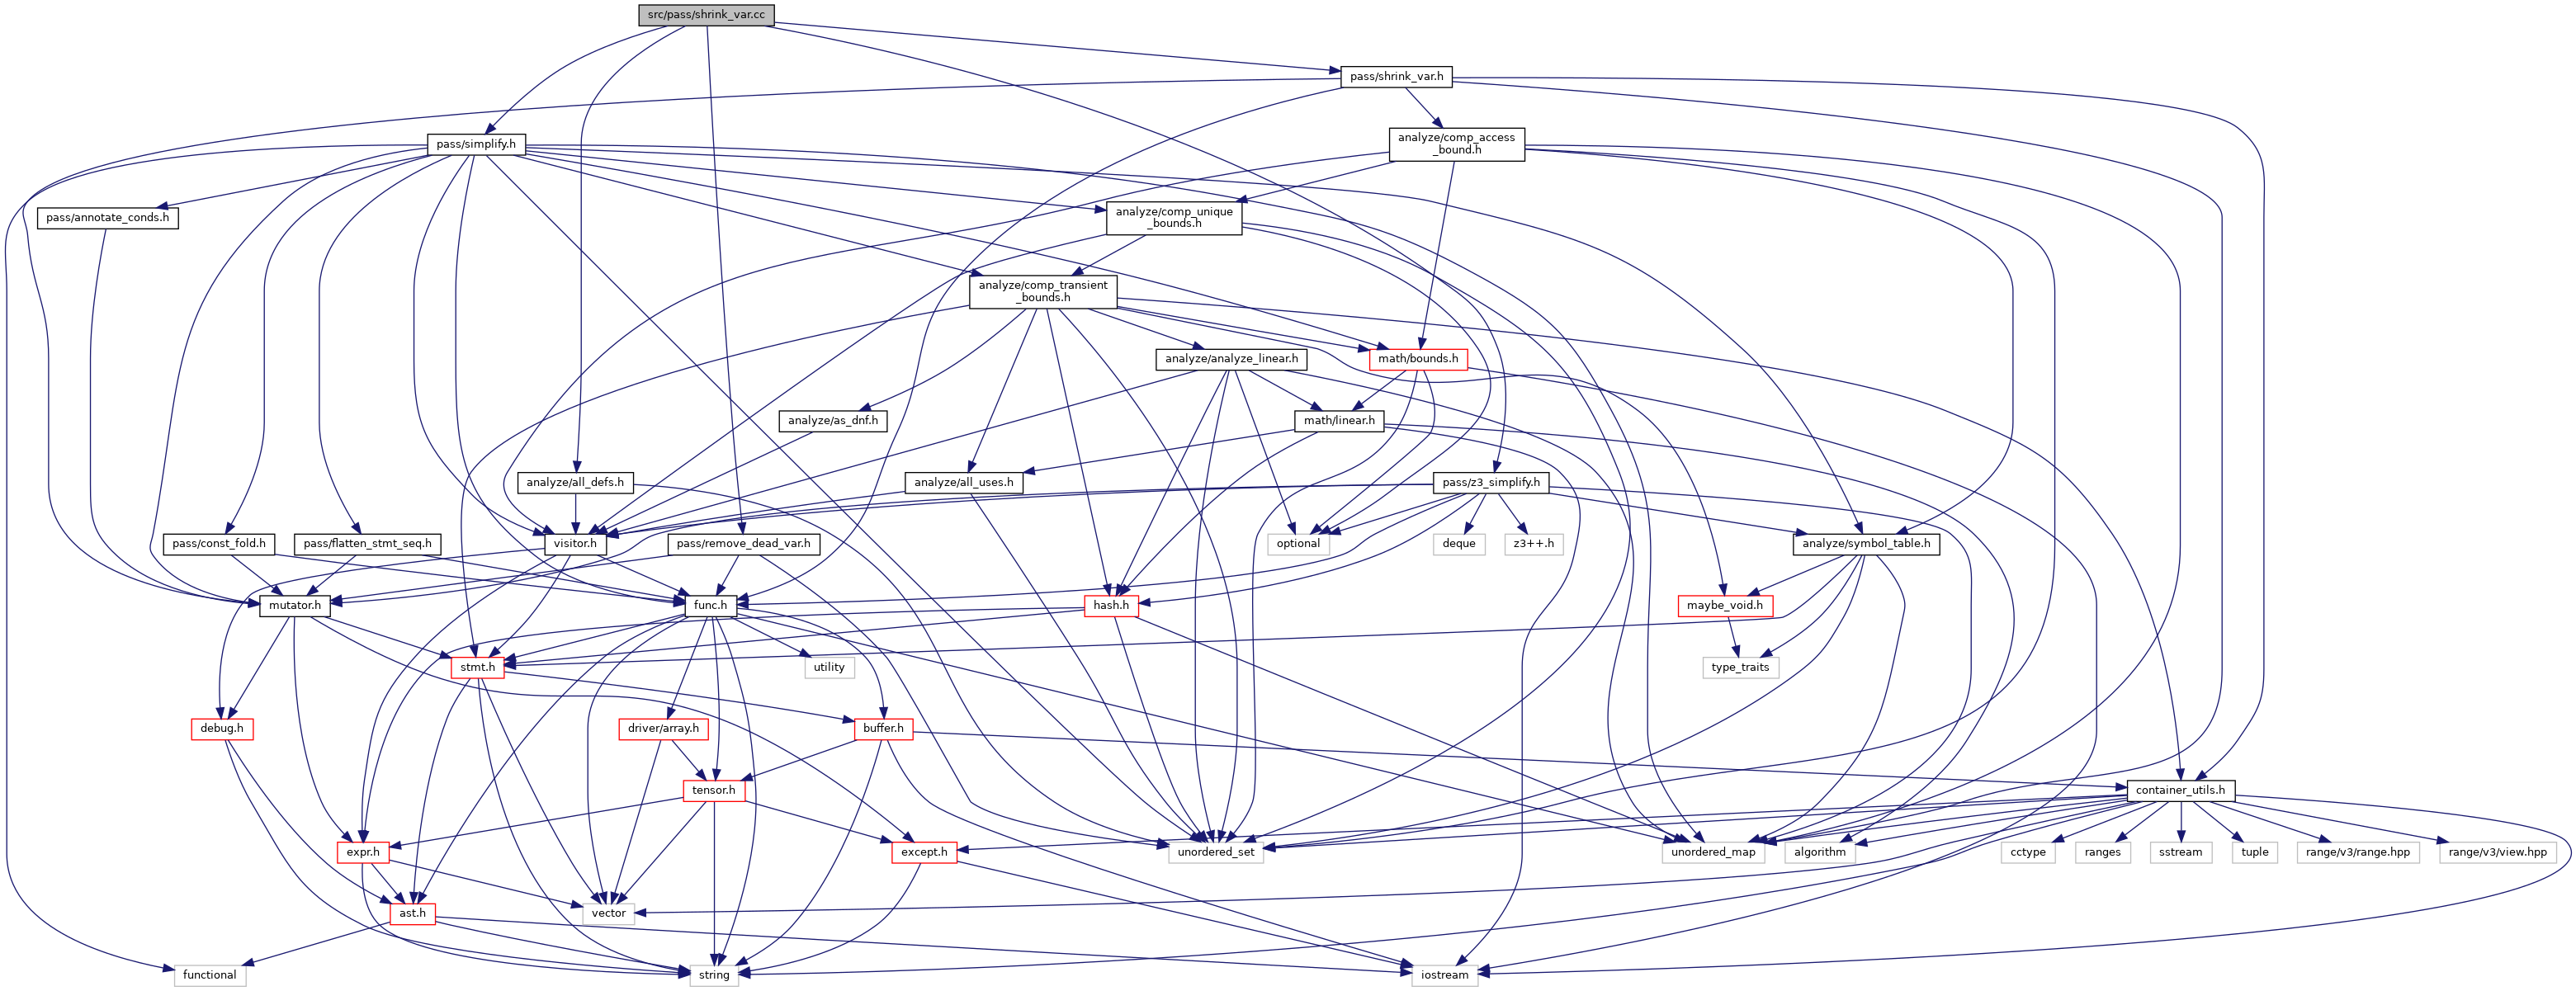 src/pass/shrink_var.cc
pass/shrink_var.h
pass/simplify.h
analyze/comp_access
_bound.h
pass/annotate_conds.h
analyze/comp_unique
_bounds.h
analyze/comp_transient
_bounds.h
analyze/analyze_linear.h
math/bounds.h
analyze/as_dnf.h
math/linear.h
analyze/all_defs.h
analyze/all_uses.h
pass/z3_simplify.h
pass/const_fold.h
pass/flatten_stmt_seq.h
visitor.h
pass/remove_dead_var.h
optional
deque
z3++.h
analyze/symbol_table.h
mutator.h
func.h
hash.h
maybe_void.h
stmt.h
utility
type_traits
debug.h
driver/array.h
buffer.h
tensor.h
container_utils.h
expr.h
except.h
unordered_set
unordered_map
algorithm
cctype
ranges
sstream
tuple
range/v3/range.hpp
range/v3/view.hpp
ast.h
vector
functional
string
iostream